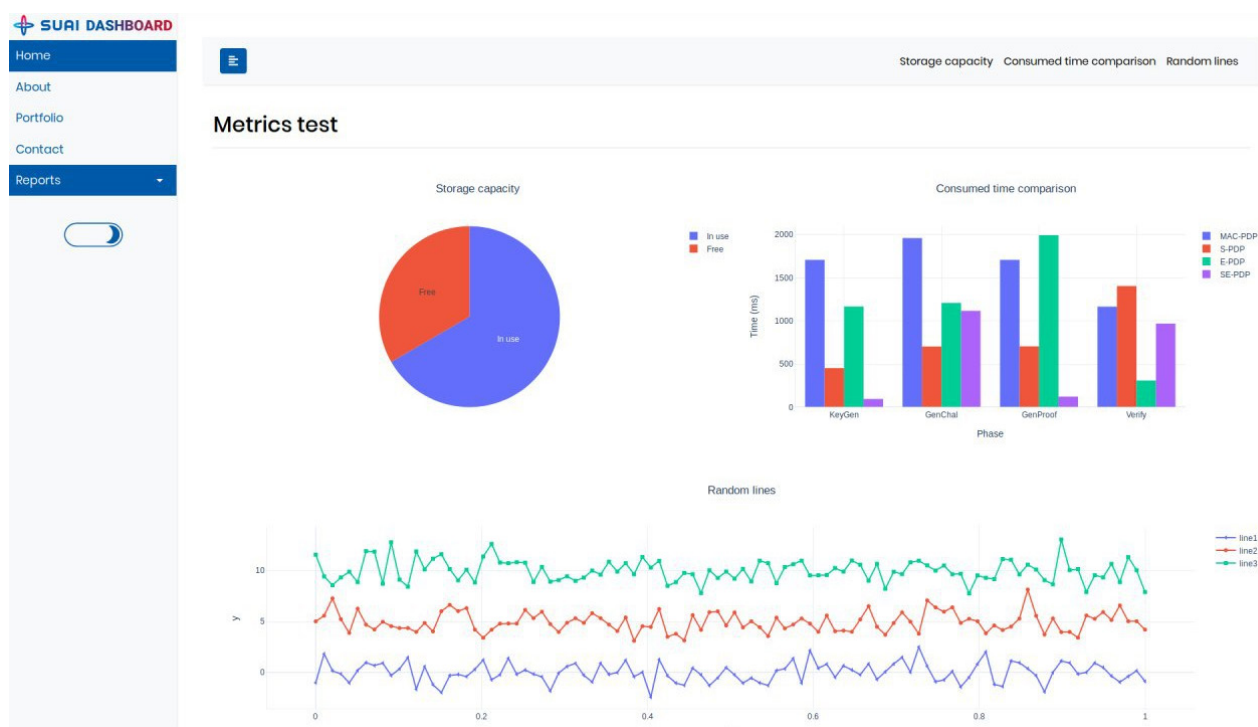 SUAI DASHBOARD
Home
About
Portfolio
Contact
Reports
Storage capacity Consumed time comparison Random lines
Metrics test
Storage capacity
In use
Free
Free
In use
Consumed time comparison
2000
1500
1000
500
0
Time (ms)
KeyGen GenChal GenProof Verify
Phase
MAC-PDP
S-PDP
E-PDP
SE-PDP
Random lines
10
5
0
y
0 0.2 0.4 0.6 0.8 1
line1
line2
line3